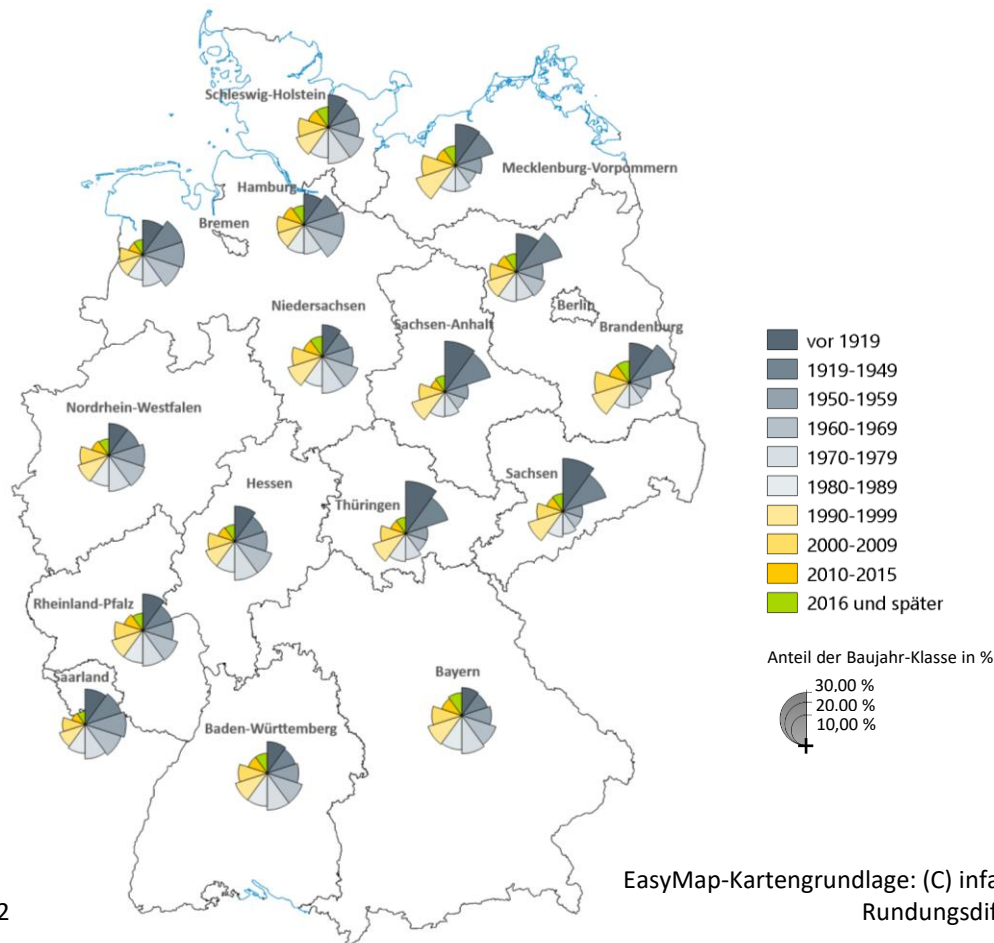 Schleswig-Holstein
Mecklenburg-Vorpommern
Hamburg
Bremen
Niedersachsen
Berlin
Sachsen-Anhalt
Brandenburg
Nordrhein-Westfalen
Hessen
Sachsen
Thüringen
Rheinland-Pfalz
Saarland
Bayern
Baden-Württemberg
vor 1919
1919-1949
1950-1959
1960-1969
1970-1979
1980-1989
1990-1999
2000-2009
2010-2015
2016 und später
Anteil der Baujahr-Klasse in %
30,00 %
20.00 %
10,00 %
EasyMap-Kartengrundlage: (C) infa
2 Rundungsdif